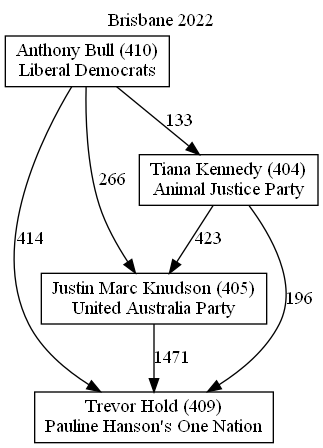 Brisbane 2022
Anthony Bull (410)
Liberal Democrats
133
Tiana Kennedy (404)
Animal Justice Party
266
414
423
196
Justin Marc Knudson (405)
United Australia Party
1471
Trevor Hold (409)
Pauline Hanson's One Nation